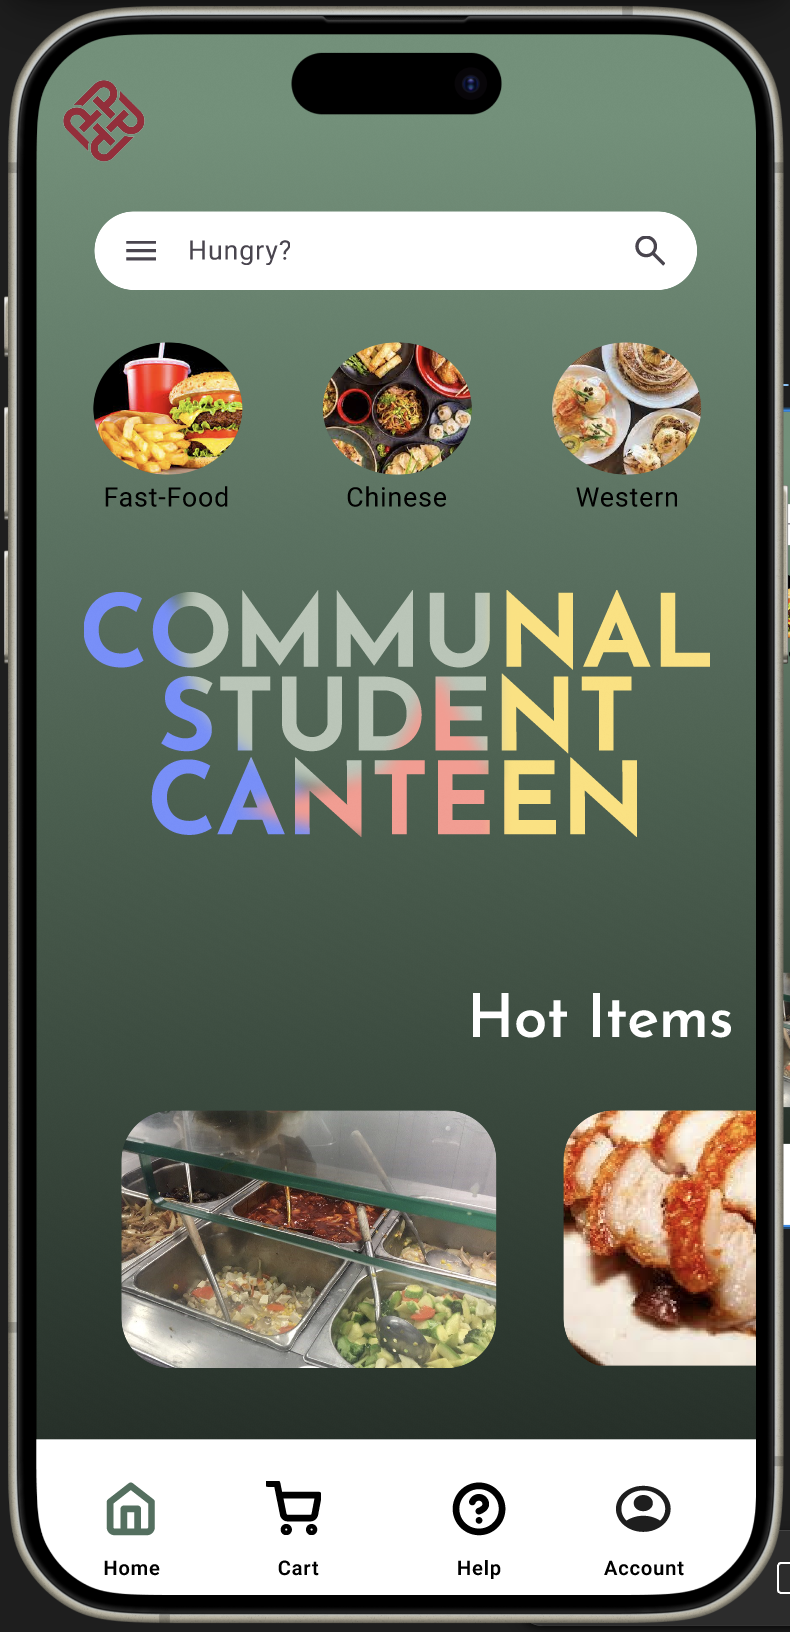 Hungry?
Fast-Food
Chinese
Western
COMMUNAL
STUDENT
CANTEEN
Hot Items
Home
Cart
Help
Account